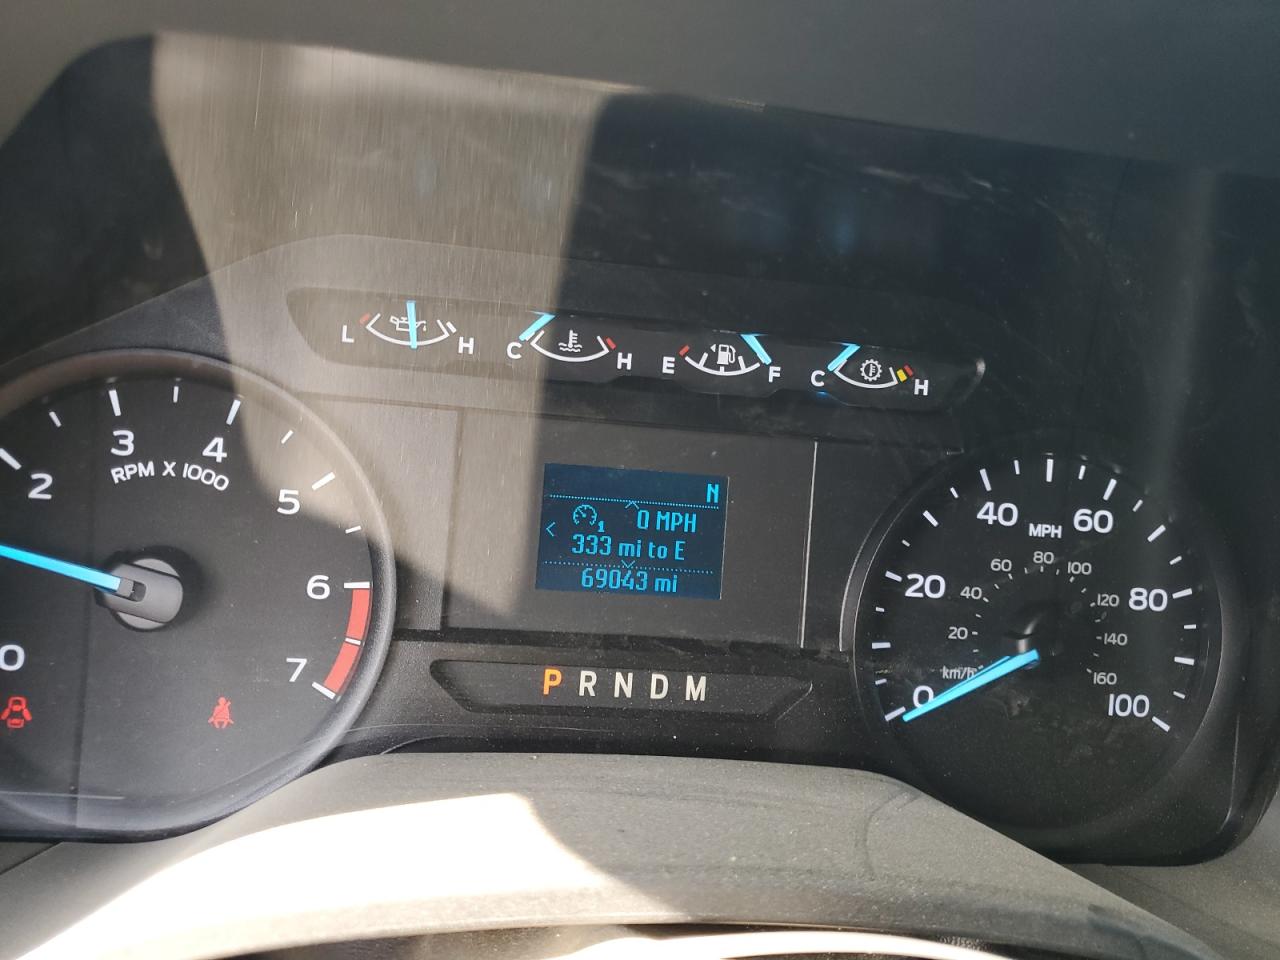 L H C H E F C H
2 3 4 5 6 7 0
RPM X 1000
N
1 0 MPH
333 mi to E
69043 mi
P R N D M
0 20 40 60 80 100
MPH
20 40 60 80 100 120 140 160
km/h